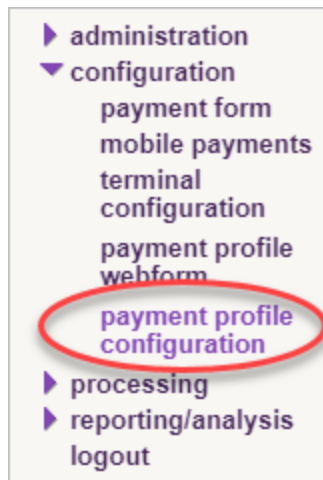 administration
configuration
payment form
mobile payments
terminal
configuration
payment profile
webform
payment profile
configuration
processing
reporting/analysis
logout